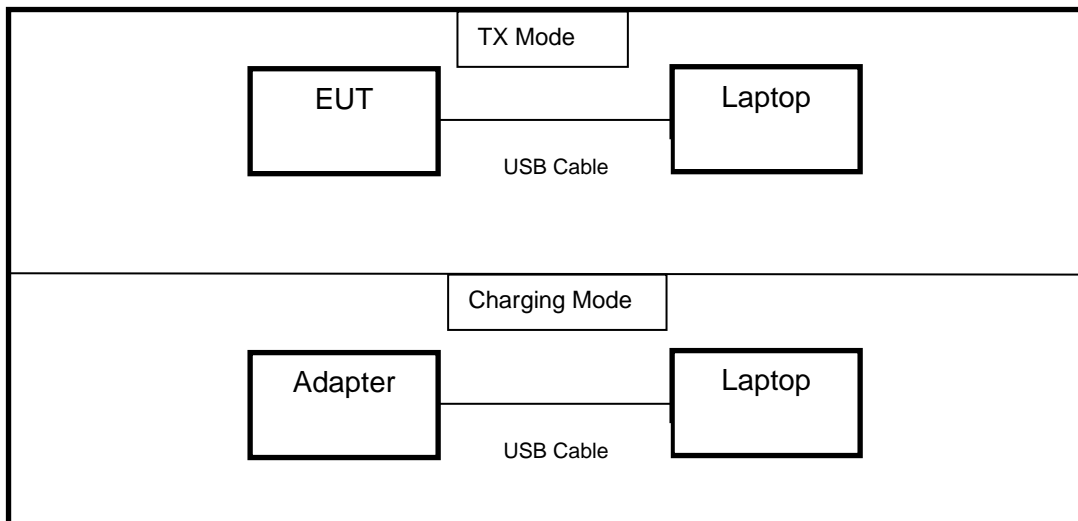 TX Mode
EUT
Laptop
USB Cable
Charging Mode
Adapter
Laptop
USB Cable